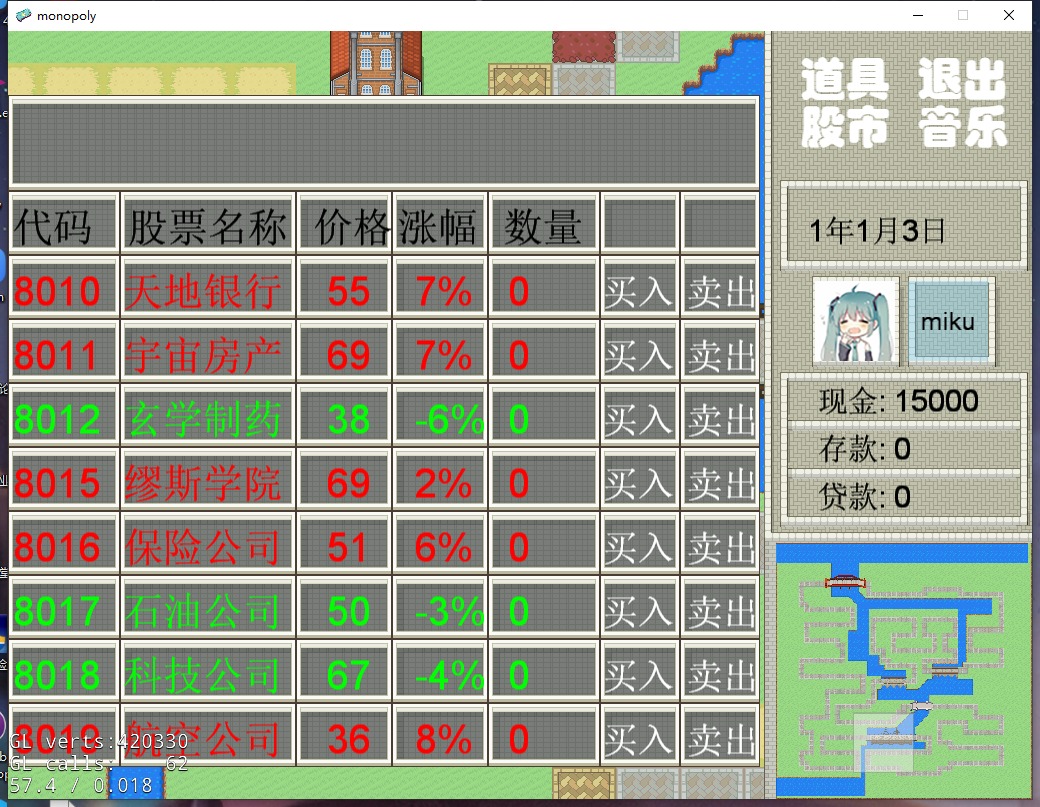 monopoly
道具 退出
股市 音乐
1年1月3日
miku
现金: 15000
存款: 0
贷款: 0
代码 股票名称 价格 涨幅 数量
8010 天地银行 55 7% 0 买入 卖出
8011 宇宙房产 69 7% 0 买入 卖出
8012 玄学制药 38 -6% 0 买入 卖出
8015 缪斯学院 69 2% 0 买入 卖出
8016 保险公司 51 6% 0 买入 卖出
8017 石油公司 50 -3% 0 买入 卖出
8018 科技公司 67 -4% 0 买入 卖出
8019 航空公司 36 8% 0 买入 卖出
GL verts:420330
GL calls: 62
57.4 / 0.018